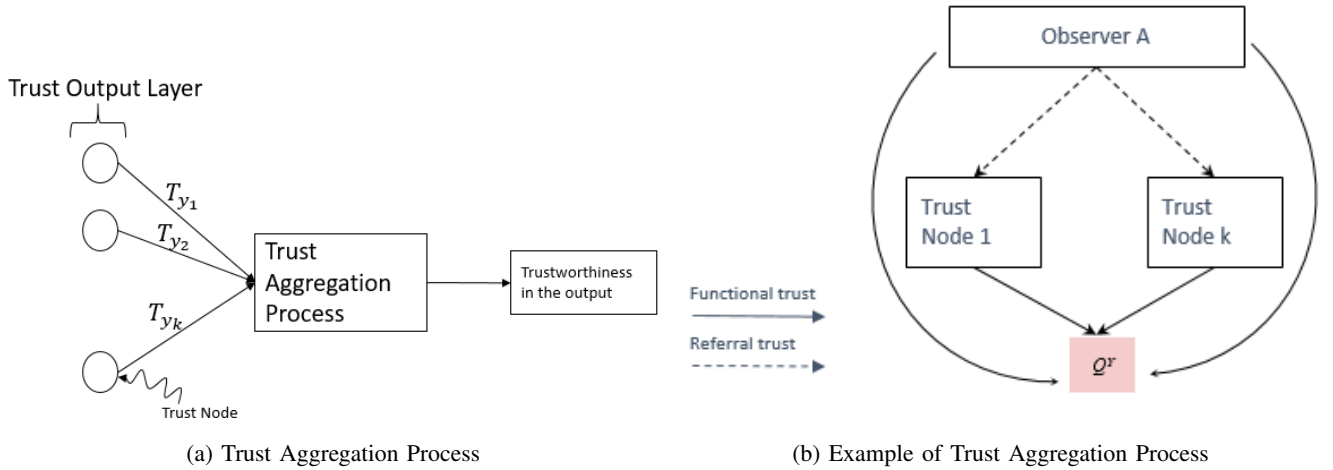 Trust Output Layer
T_{y_1}
T_{y_2}
T_{y_k}
Trust
Aggregation
Process
Trustworthiness
in the output
Trust Node
(a) Trust Aggregation Process
Observer A
Trust
Node 1
Trust
Node k
Functional trust
Referral trust
Q^Y
(b) Example of Trust Aggregation Process